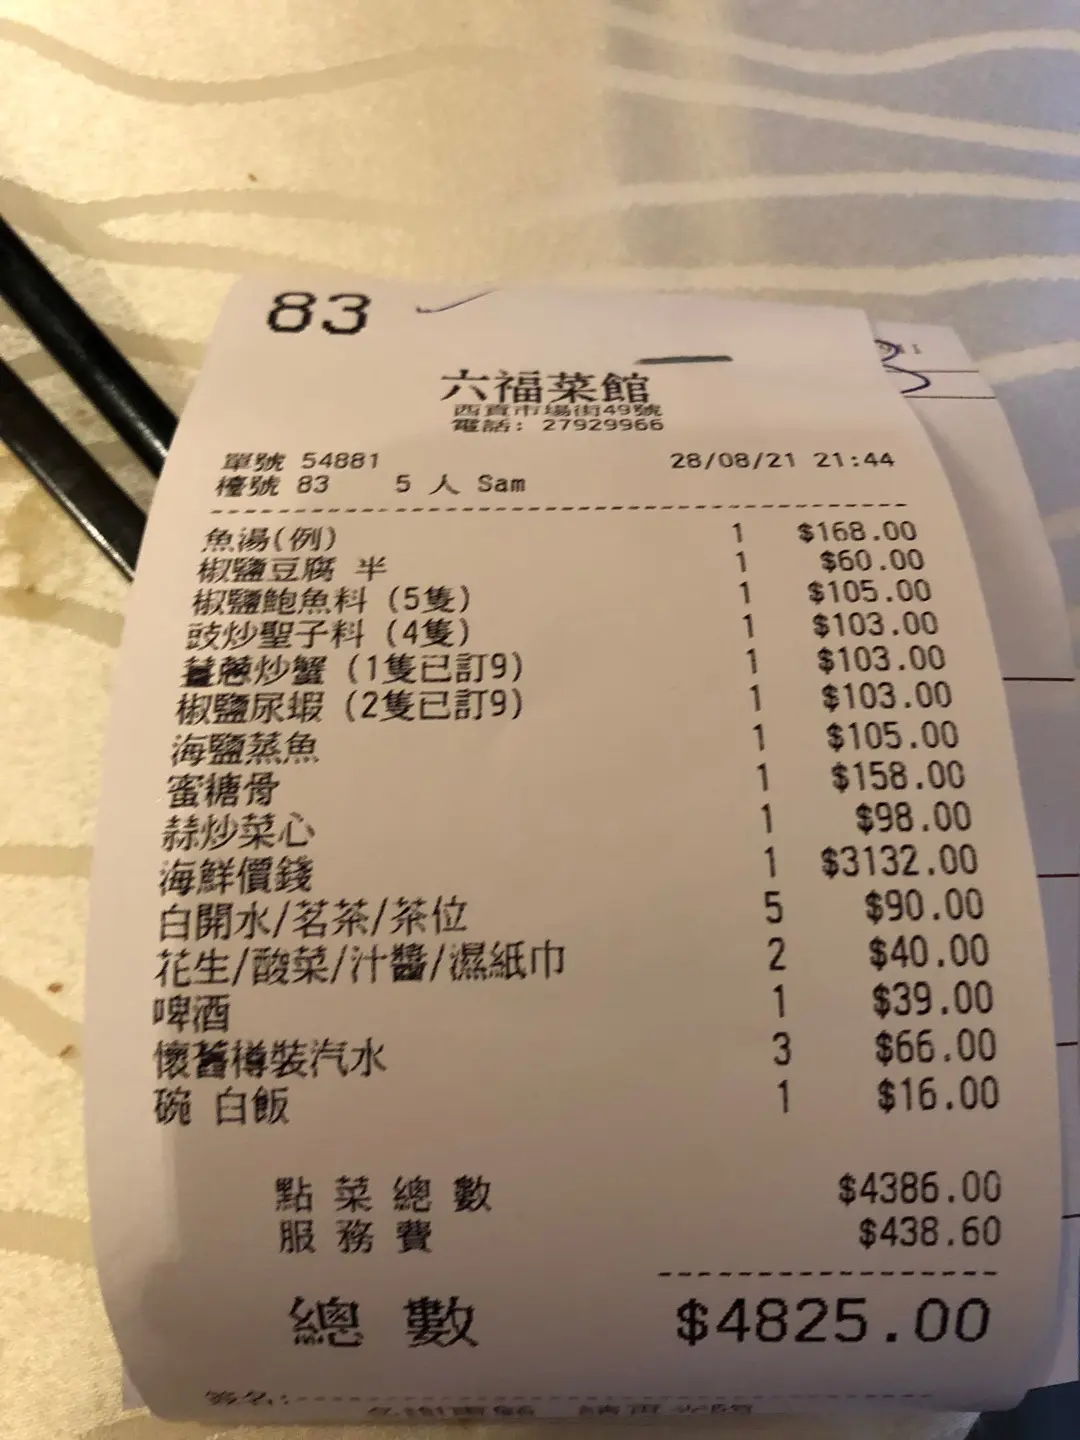 83
六福菜館
西貢市場街49號
電話: 27929966
單號 54881 28/08/21 21:44
檯號 83 5 人 Sam
魚湯(例) 1 $168.00
椒鹽豆腐 半 1 $60.00
椒鹽鮑魚料 (5隻) 1 $105.00
豉炒聖子料 (4隻) 1 $103.00
薑蔥炒蟹 (1隻已訂9) 1 $103.00
椒鹽尿蝦 (2隻已訂9) 1 $103.00
海鹽蒸魚 1 $105.00
蜜糖骨 1 $158.00
蒜炒菜心 1 $98.00
海鮮價錢 1 $3132.00
白開水/茗茶/茶位 5 $90.00
花生/酸菜/汁醬/濕紙巾 2 $40.00
啤酒 1 $39.00
懷舊樽裝汽水 3 $66.00
碗 白飯 1 $16.00
點菜總數 $4386.00
服務費 $438.60
總數 $4825.00
簽名: